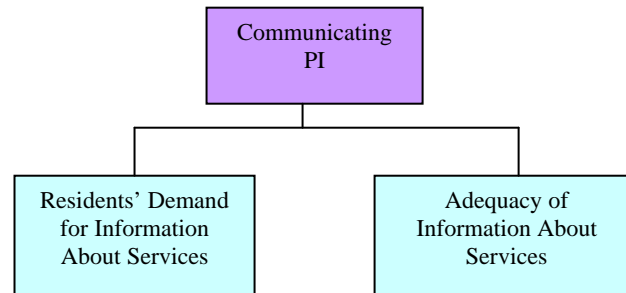 Communicating
PI
Residents’ Demand
for Information
About Services
Adequacy of
Information About
Services